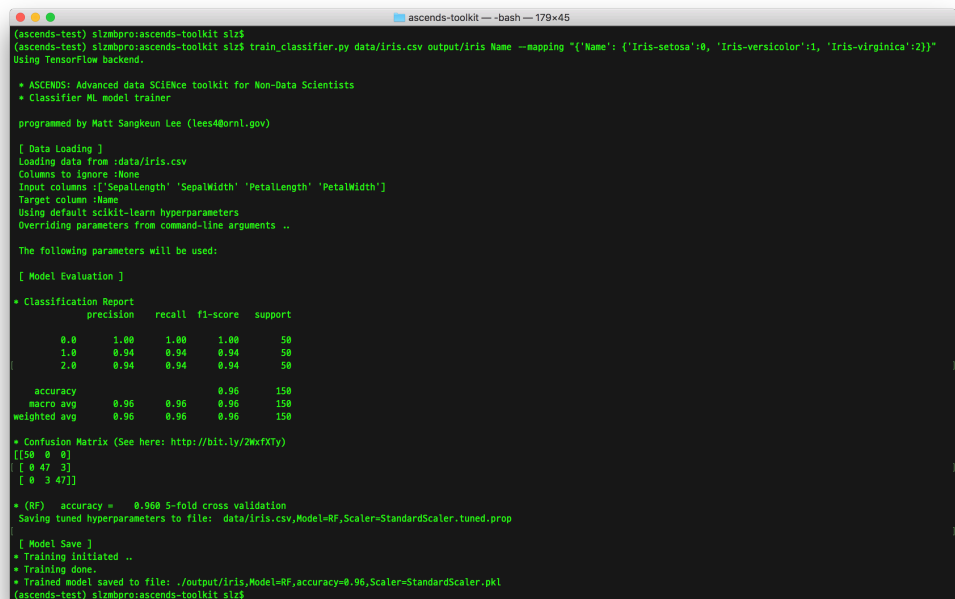 ascends-toolkit — -bash — 179×45
(ascends-test) slzmbpro:ascends-toolkit slz$
(ascends-test) slzmbpro:ascends-toolkit slz$ train_classifier.py data/iris.csv output/iris Name --mapping "{'Name': {'Iris-setosa':0, 'Iris-versicolor':1, 'Iris-virginica':2}}"
Using TensorFlow backend.
* ASCENDS: Advanced data SCiENce toolkit for Non-Data Scientists
* Classifier ML model trainer
programmed by Matt Sangkeun Lee (lees4@ornl.gov)
[ Data Loading ]
Loading data from :data/iris.csv
Columns to ignore :None
Input columns :['SepalLength' 'SepalWidth' 'PetalLength' 'PetalWidth']
Target column :Name
Using default scikit-learn hyperparameters
Overriding parameters from command-line arguments ..
The following parameters will be used:
[ Model Evaluation ]
* Classification Report
precision recall f1-score support
0.0 1.00 1.00 1.00 50
1.0 0.94 0.94 0.94 50
2.0 0.94 0.94 0.94 50
accuracy 0.96 150
macro avg 0.96 0.96 0.96 150
weighted avg 0.96 0.96 0.96 150
* Confusion Matrix (See here: http://bit.ly/2WxfXTy)
[[50 0 0]
[ 0 47 3]
[ 0 3 47]]
* (RF) accuracy = 0.960 5-fold cross validation
Saving tuned hyperparameters to file: data/iris.csv,Model=RF,Scaler=StandardScaler.tuned.prop
[ Model Save ]
* Training initiated ..
* Training done.
* Trained model saved to file: ./output/iris,Model=RF,accuracy=0.96,Scaler=StandardScaler.pkl
(ascends-test) slzmbpro:ascends-toolkit slz$